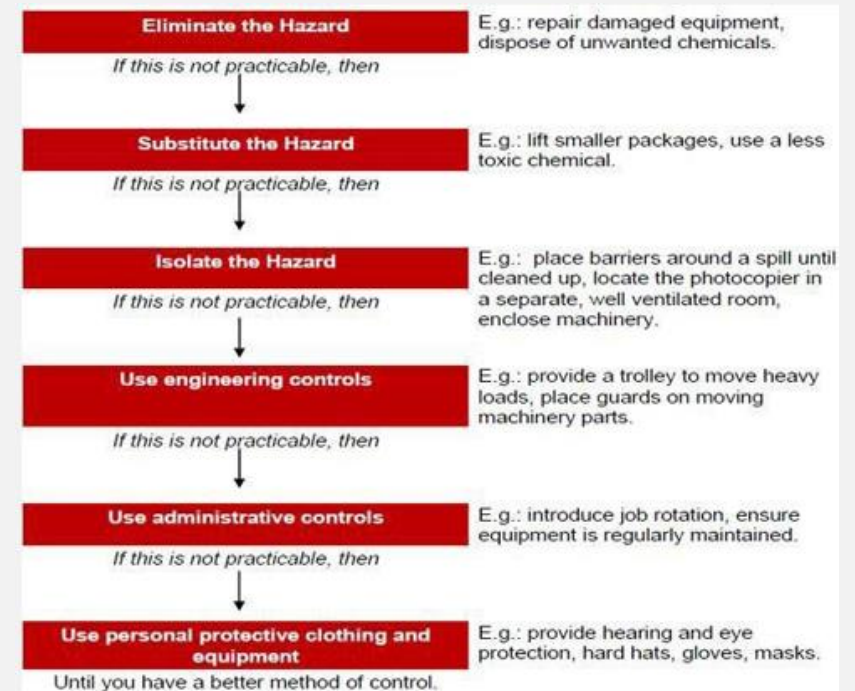 Eliminate the Hazard
E.g.: repair damaged equipment,
dispose of unwanted chemicals.
If this is not practicable, then
Substitute the Hazard
E.g.: lift smaller packages, use a less
toxic chemical.
If this is not practicable, then
Isolate the Hazard
E.g.: place barriers around a spill until
cleaned up, locate the photocopier in
a separate, well ventilated room,
enclose machinery.
If this is not practicable, then
Use engineering controls
E.g.: provide a trolley to move heavy
loads, place guards on moving
machinery parts.
If this is not practicable, then
Use administrative controls
E.g.: introduce job rotation, ensure
equipment is regularly maintained.
If this is not practicable, then
Use personal protective clothing and
equipment
E.g.: provide hearing and eye
protection, hard hats, gloves, masks.
Until you have a better method of control.